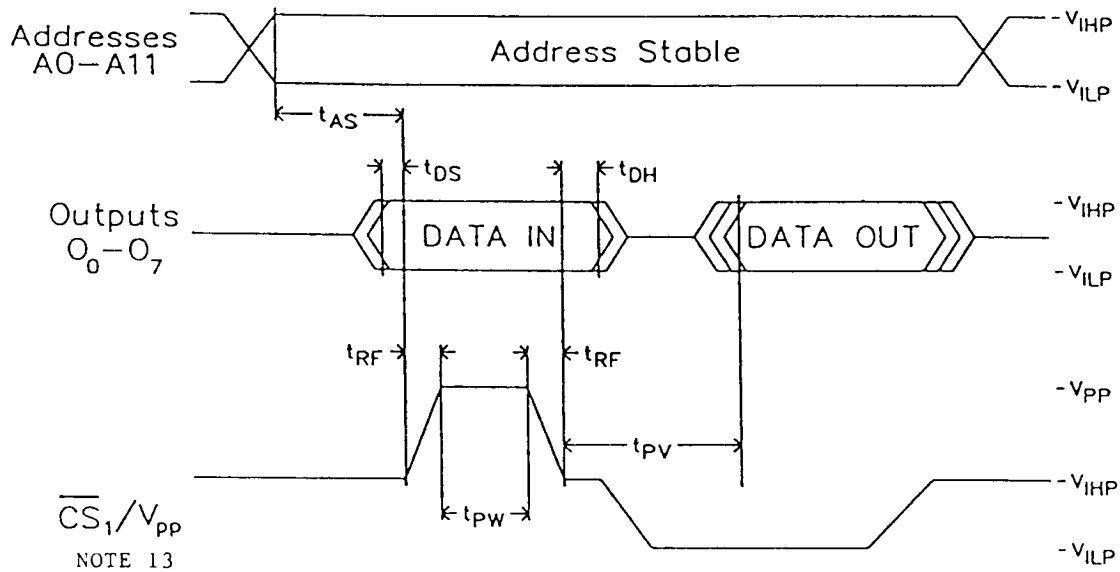 Addresses
A0-A11
Address Stable
-VIHP
-VILP
tAS
tDS
tDH
Outputs
O0-O7
DATA IN
DATA OUT
-VIHP
-VILP
tRF
tRF
-VPP
tPV
tPW
-VIHP
-VILP
C̅S̅1/Vpp
NOTE 13